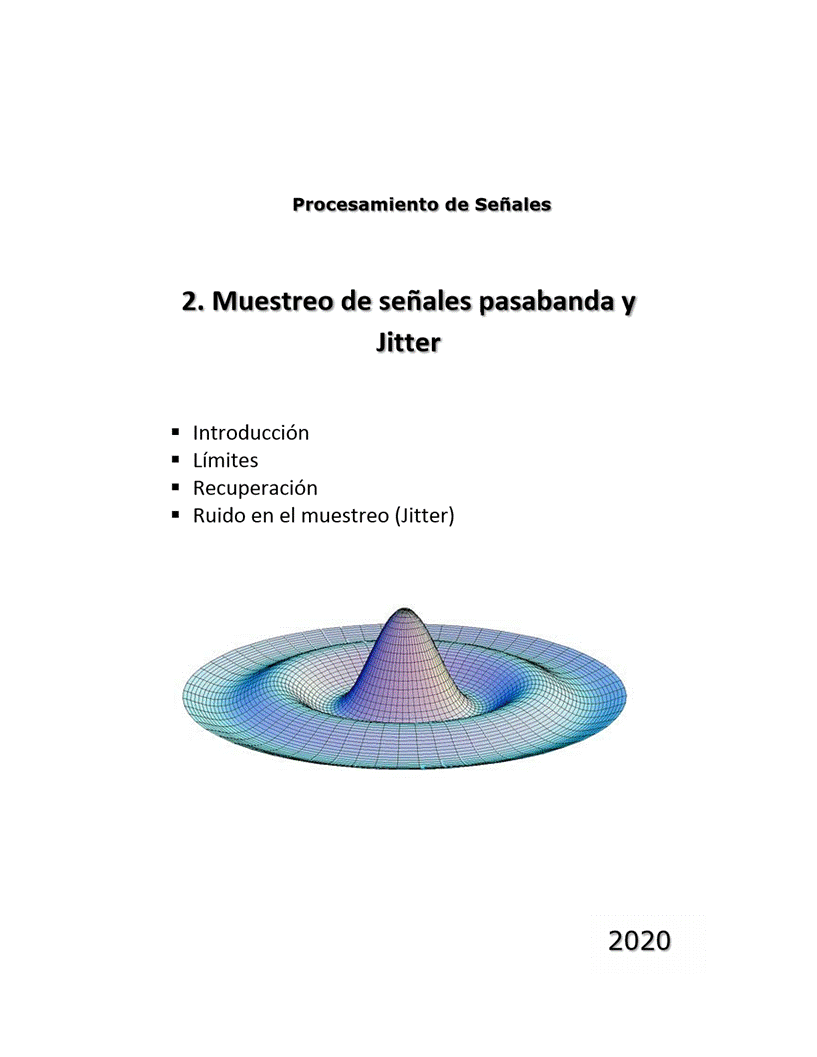 Procesamiento de Señales
2. Muestreo de señales pasabanda y
Jitter
▪ Introducción
▪ Límites
▪ Recuperación
▪ Ruido en el muestreo (Jitter)
2020